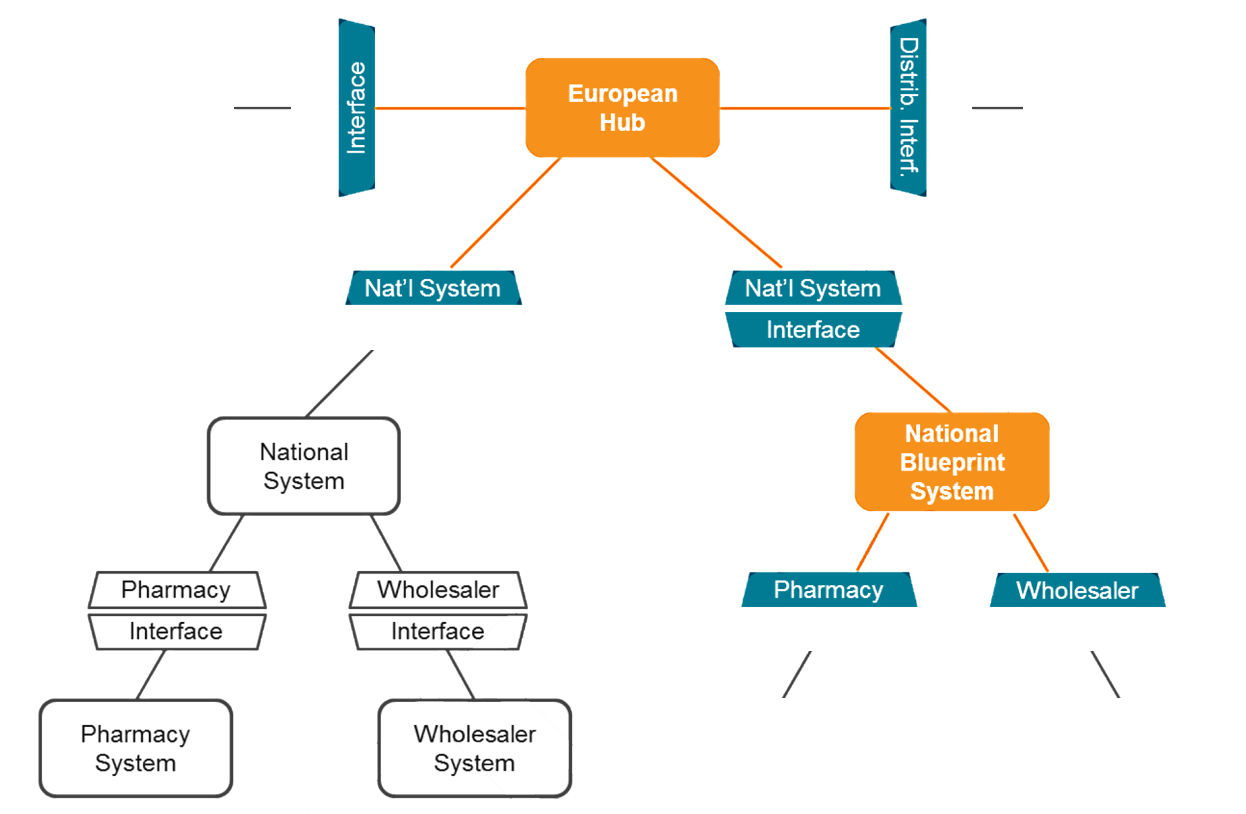 Interface
European
Hub
Distrib. Interf.
Nat'l System
Nat'l System
Interface
National
System
National
Blueprint
System
Pharmacy
Interface
Wholesaler
Interface
Pharmacy
Wholesaler
Pharmacy
System
Wholesaler
System